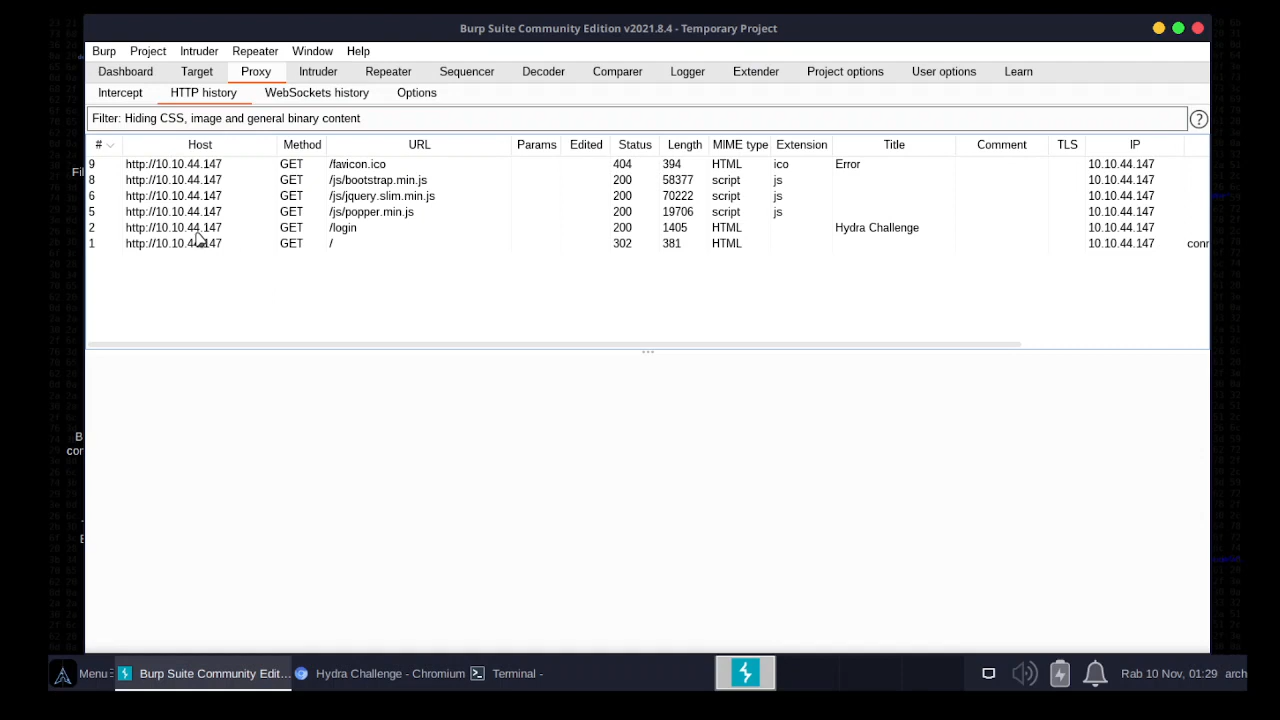 Burp Suite Community Edition v2021.8.4 - Temporary Project
Burp Project Intruder Repeater Window Help
Dashboard Target Proxy Intruder Repeater Sequencer Decoder Comparer Logger Extender Project options User options Learn
Intercept HTTP history WebSockets history Options
Filter: Hiding CSS, image and general binary content ?
# Host Method URL Params Edited Status Length MIME type Extension Title Comment TLS IP
9 http://10.10.44.147 GET /favicon.ico 404 394 HTML ico Error 10.10.44.147
8 http://10.10.44.147 GET /js/bootstrap.min.js 200 58377 script js 10.10.44.147
6 http://10.10.44.147 GET /js/jquery.slim.min.js 200 70222 script js 10.10.44.147
5 http://10.10.44.147 GET /js/popper.min.js 200 19706 script js 10.10.44.147
2 http://10.10.44.147 GET /login 200 1405 HTML Hydra Challenge 10.10.44.147
1 http://10.10.44.147 GET / 302 381 HTML 10.10.44.147
Menu Burp Suite Community Edit... Hydra Challenge - Chromium Terminal - Rab 10 Nov, 01:29 arch